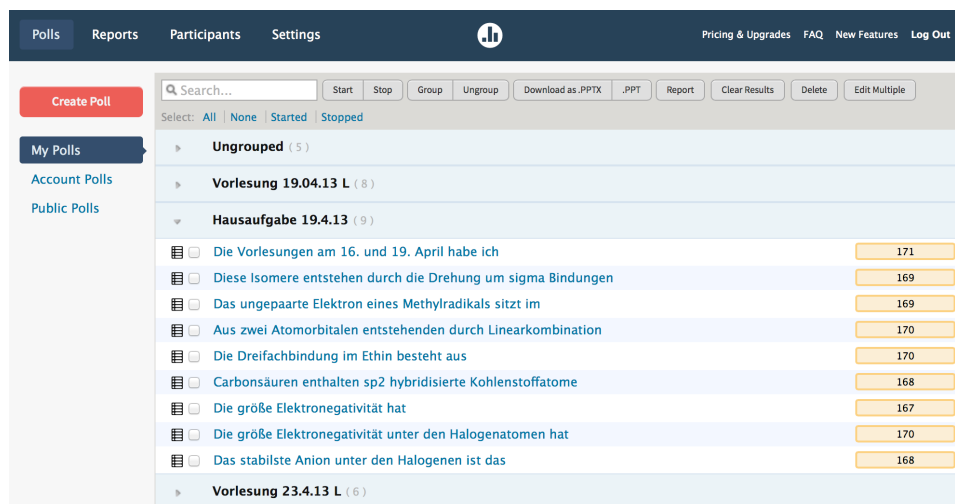 Polls Reports Participants Settings Pricing & Upgrades FAQ New Features Log Out
Create Poll
My Polls
Account Polls
Public Polls
Search... Start Stop Group Ungroup Download as .PPTX .PPT Report Clear Results Delete Edit Multiple
Select: All None Started Stopped
Ungrouped (5)
Vorlesung 19.04.13 L (8)
Hausaufgabe 19.4.13 (9)
Die Vorlesungen am 16. und 19. April habe ich 171
Diese Isomere entstehen durch die Drehung um sigma Bindungen 169
Das ungepaarte Elektron eines Methylradikals sitzt im 169
Aus zwei Atomorbitalen entstehenden durch Linearkombination 170
Die Dreifachbindung im Ethin besteht aus 170
Carbonsäuren enthalten sp2 hybridisierte Kohlenstoffatome 168
Die größe Elektronegativität hat 167
Die größe Elektronegativität unter den Halogenatomen hat 170
Das stabilste Anion unter den Halogenen ist das 168
Vorlesung 23.4.13 L (6)